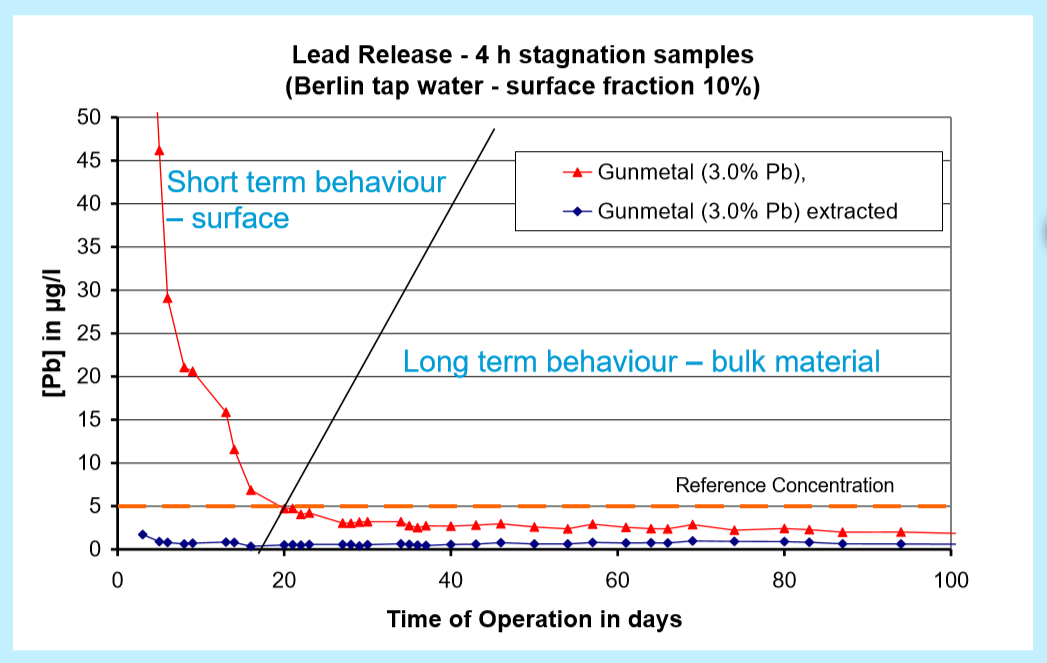 Lead Release - 4 h stagnation samples
(Berlin tap water - surface fraction 10%)
50
45
40
35
30
25
20
15
10
5
0
[Pb] in µg/l
Short term behaviour
– surface
Gunmetal (3.0% Pb),
Gunmetal (3.0% Pb) extracted
Long term behaviour – bulk material
Reference Concentration
0 20 40 60 80 100
Time of Operation in days